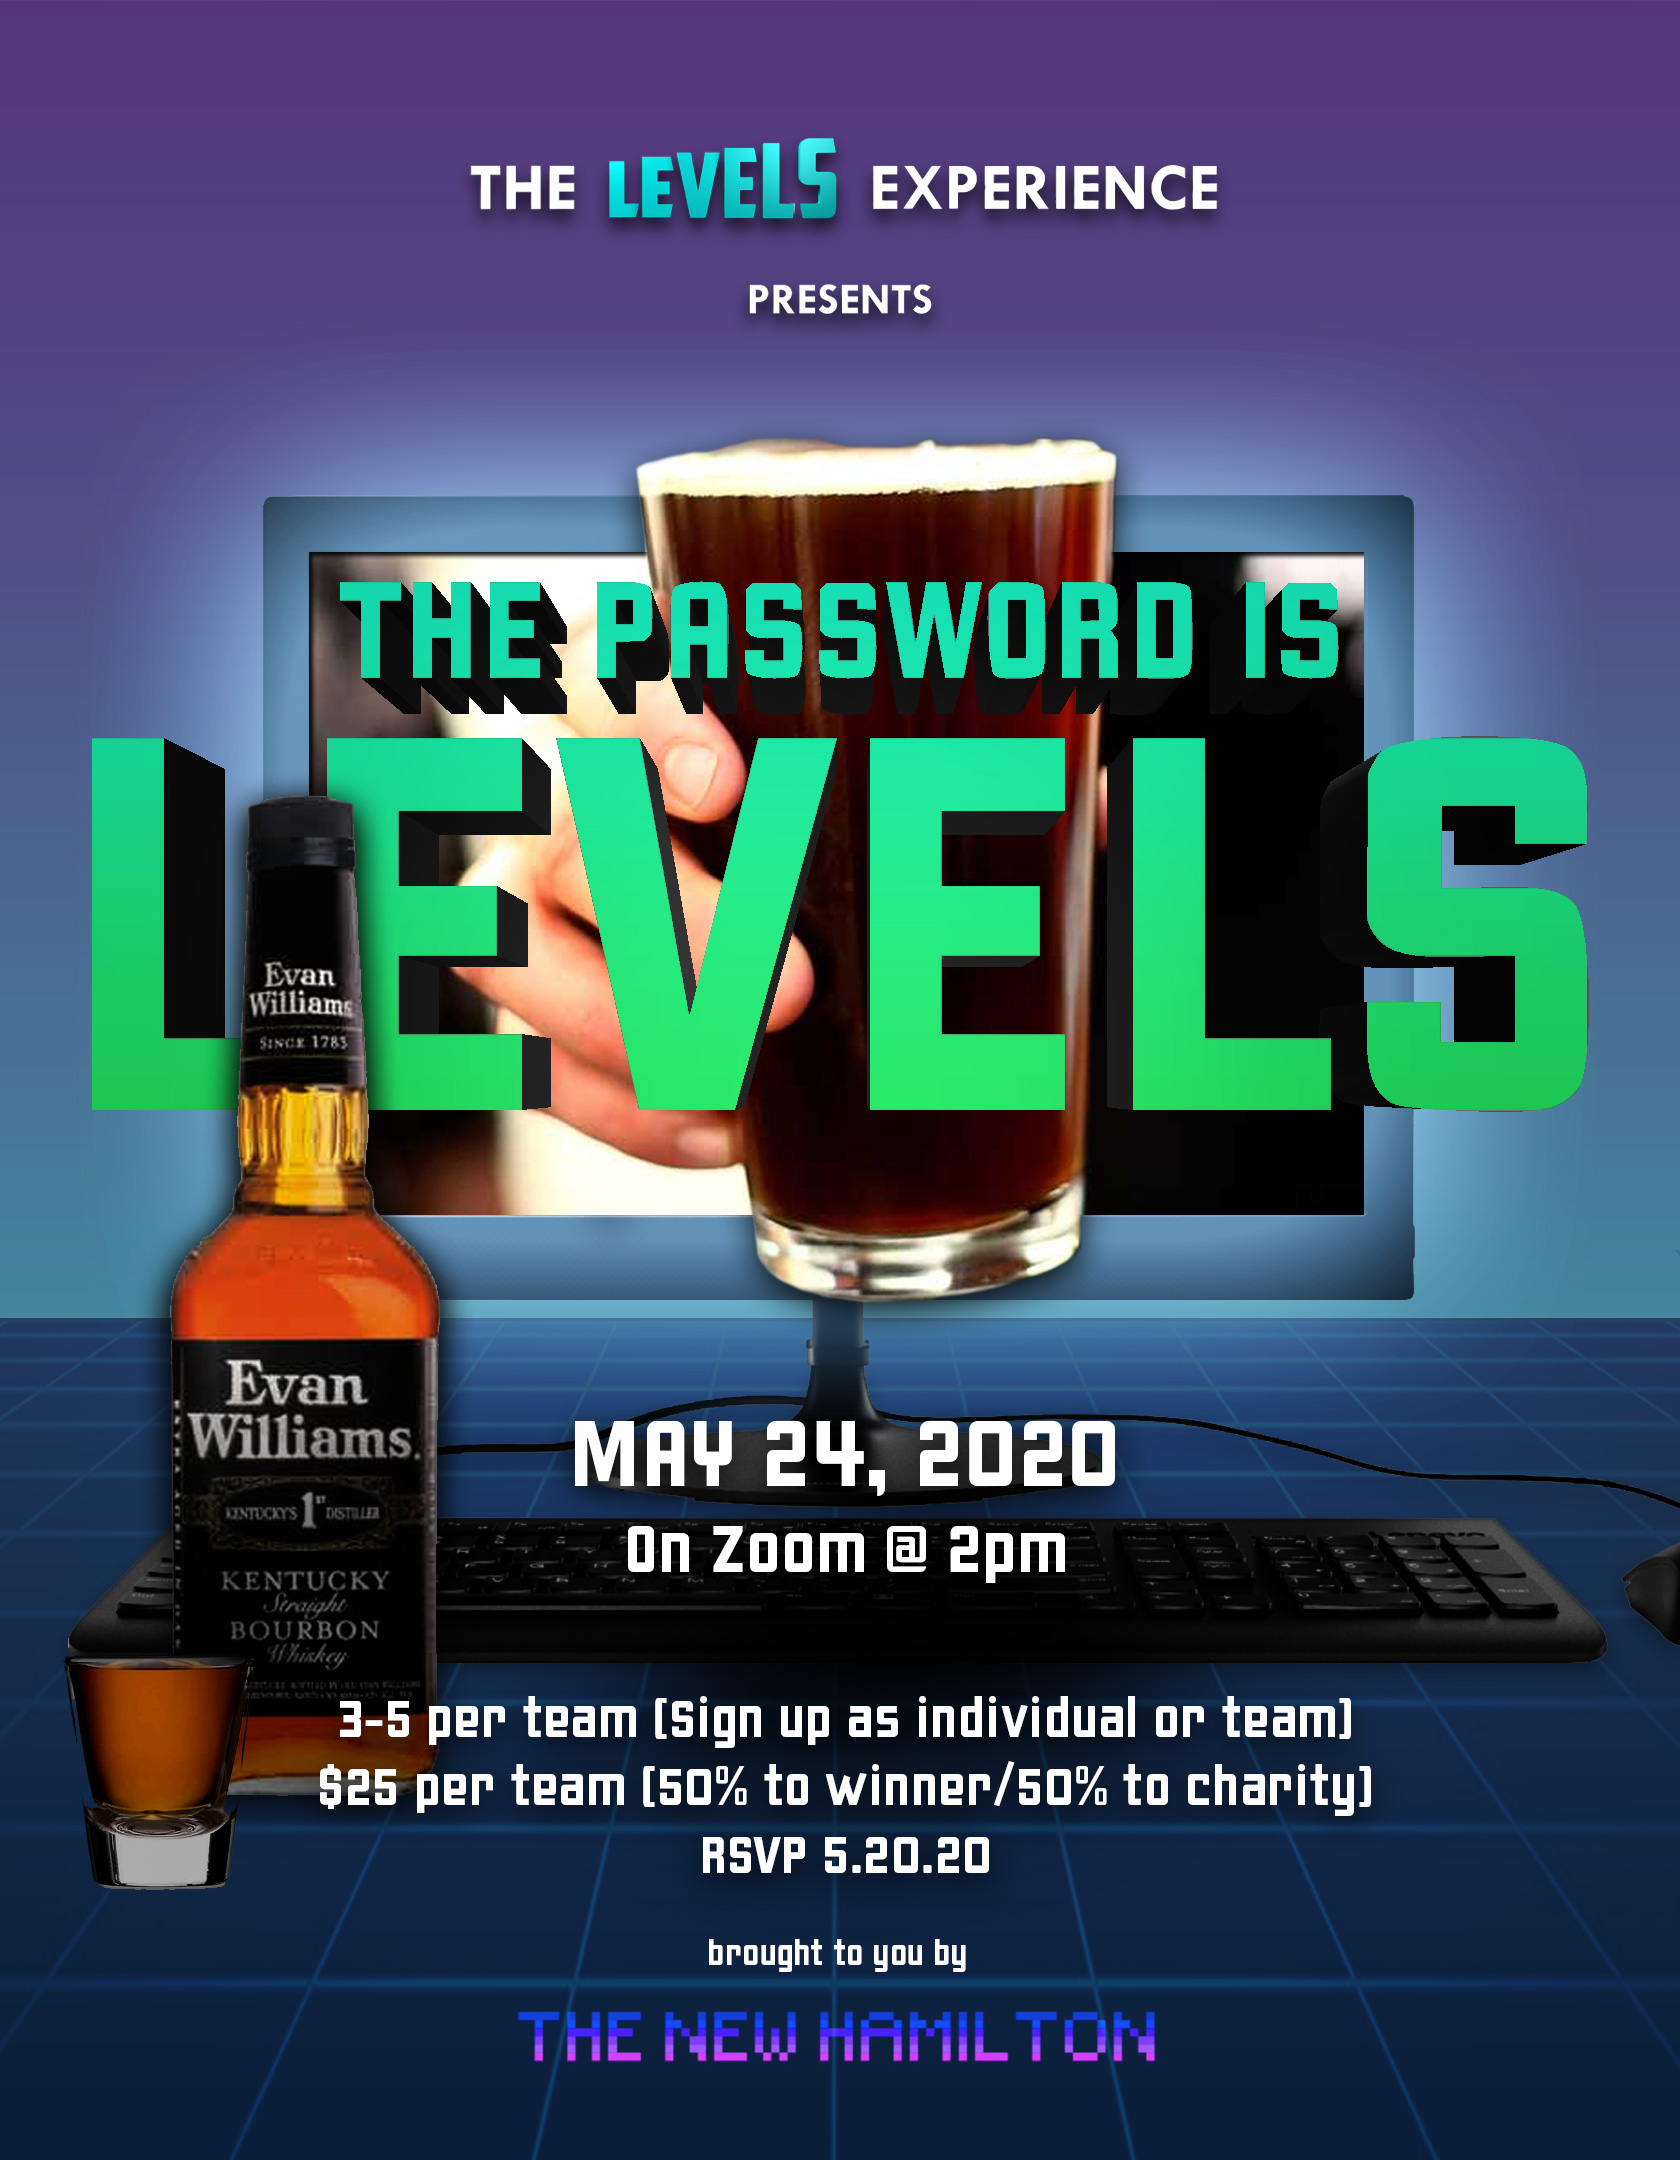 THE LEVELS EXPERIENCE
PRESENTS
THE PASSWORD IS
LEVELS
Evan
Williams
SINCE 1783
Evan
Williams.
KENTUCKY'S 1ST DISTILLER
KENTUCKY
Straight
BOURBON
Whiskey
MAY 24, 2020
On Zoom @ 2pm
3-5 per team (Sign up as individual or team)
$25 per team (50% to winner/50% to charity)
RSVP 5.20.20
brought to you by
THE NEW HAMILTON